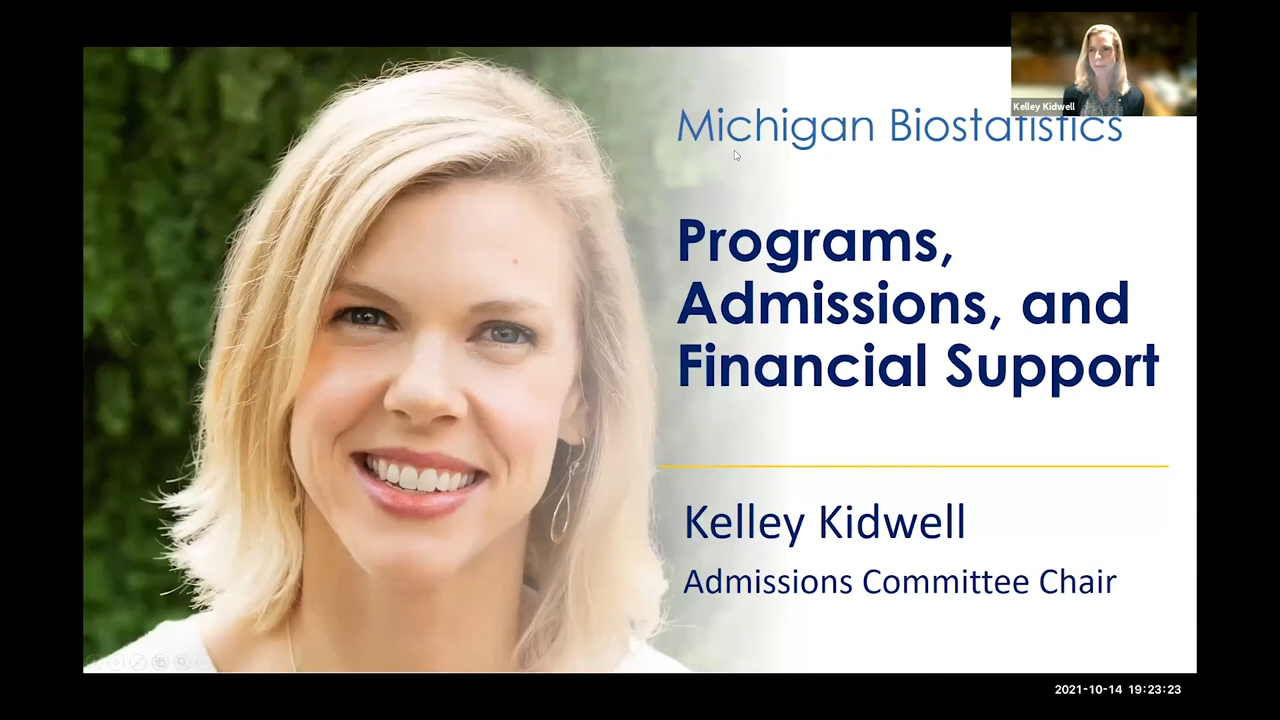 Michigan Biostatistics
Kelley Kidwell
Programs,
Admissions, and
Financial Support
Kelley Kidwell
Admissions Committee Chair
2021-10-14 19:23:23